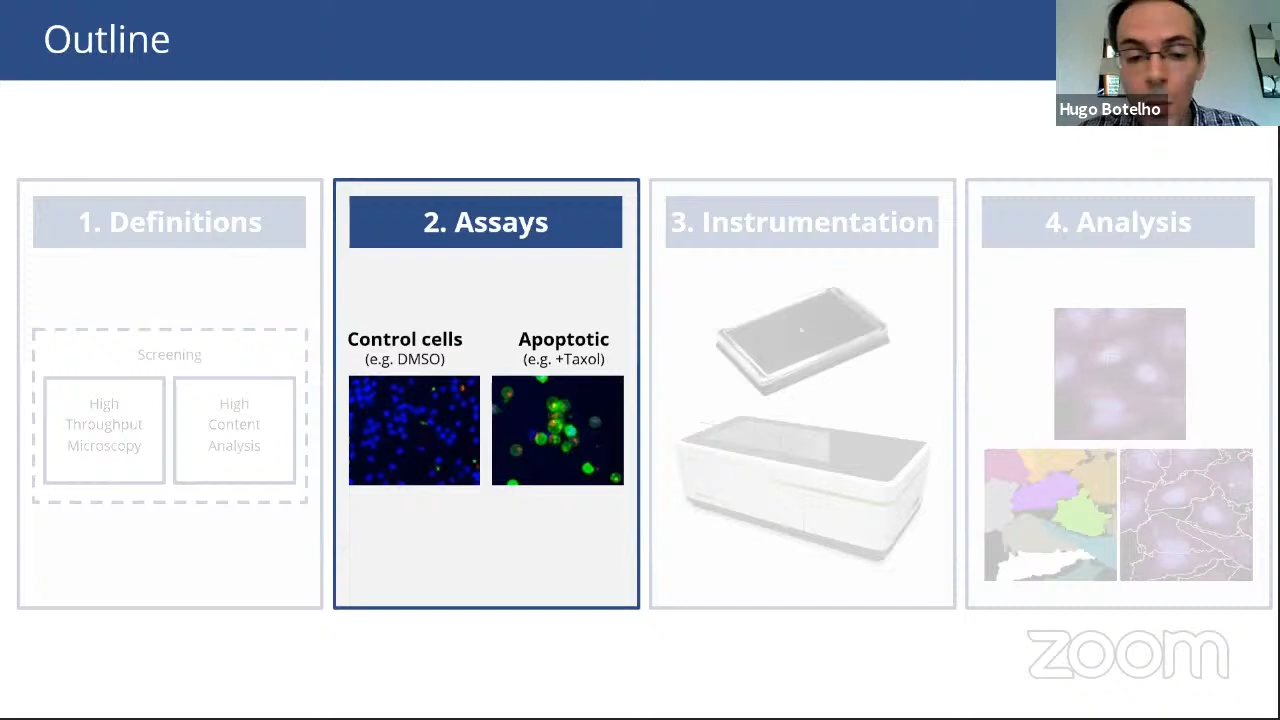 Outline
Hugo Botelho
1. Definitions
Screening
High
Throughput
Microscopy
High
Content
Analysis
2. Assays
Control cells
(e.g. DMSO)
Apoptotic
(e.g. +Taxol)
3. Instrumentation
4. Analysis
zoom